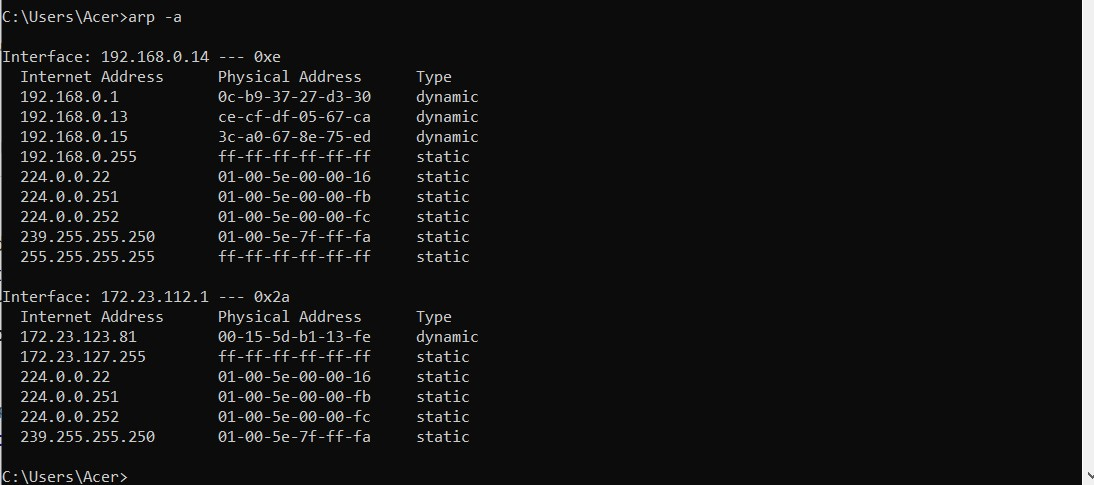 C:\Users\Acer>arp -a
Interface: 192.168.0.14 --- 0xe
  Internet Address      Physical Address      Type
  192.168.0.1           0c-b9-37-27-d3-30     dynamic
  192.168.0.13          ce-cf-df-05-67-ca     dynamic
  192.168.0.15          3c-a0-67-8e-75-ed     dynamic
  192.168.0.255         ff-ff-ff-ff-ff-ff     static
  224.0.0.22            01-00-5e-00-00-16     static
  224.0.0.251           01-00-5e-00-00-fb     static
  224.0.0.252           01-00-5e-00-00-fc     static
  239.255.255.250       01-00-5e-7f-ff-fa     static
  255.255.255.255       ff-ff-ff-ff-ff-ff     static
Interface: 172.23.112.1 --- 0x2a
  Internet Address      Physical Address      Type
  172.23.123.81         00-15-5d-b1-13-fe     dynamic
  172.23.127.255        ff-ff-ff-ff-ff-ff     static
  224.0.0.22            01-00-5e-00-00-16     static
  224.0.0.251           01-00-5e-00-00-fb     static
  224.0.0.252           01-00-5e-00-00-fc     static
  239.255.255.250       01-00-5e-7f-ff-fa     static
C:\Users\Acer>